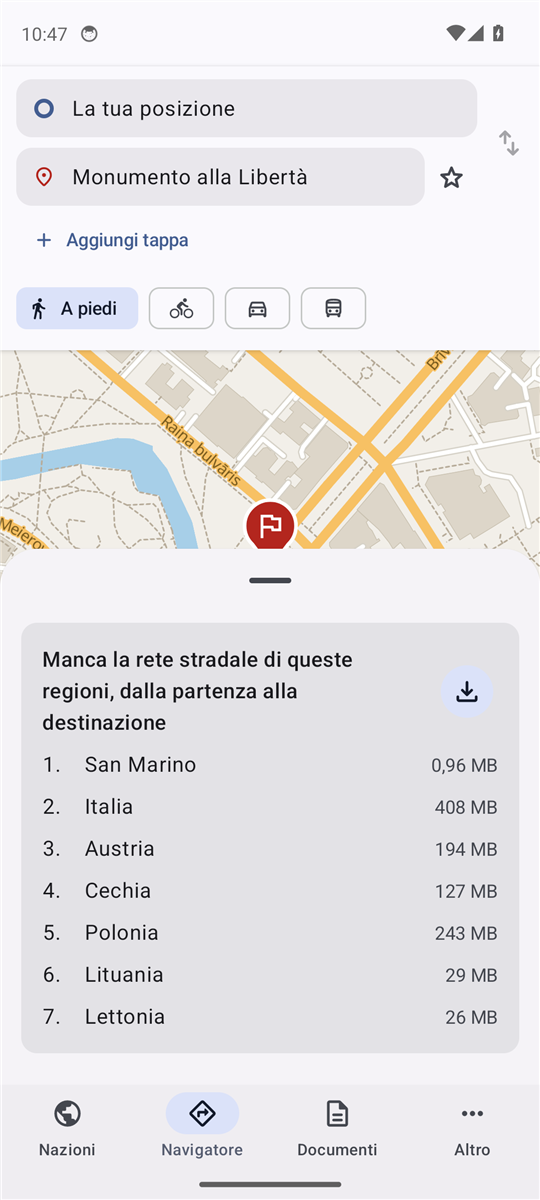 10:47
La tua posizione
Monumento alla Libertà
Aggiungi tappa
A piedi
Raiņa bulvāris
Manca la rete stradale di queste
regioni, dalla partenza alla
destinazione
1. San Marino 0,96 MB
2. Italia 408 MB
3. Austria 194 MB
4. Cechia 127 MB
5. Polonia 243 MB
6. Lituania 29 MB
7. Lettonia 26 MB
Nazioni
Navigatore
Documenti
Altro